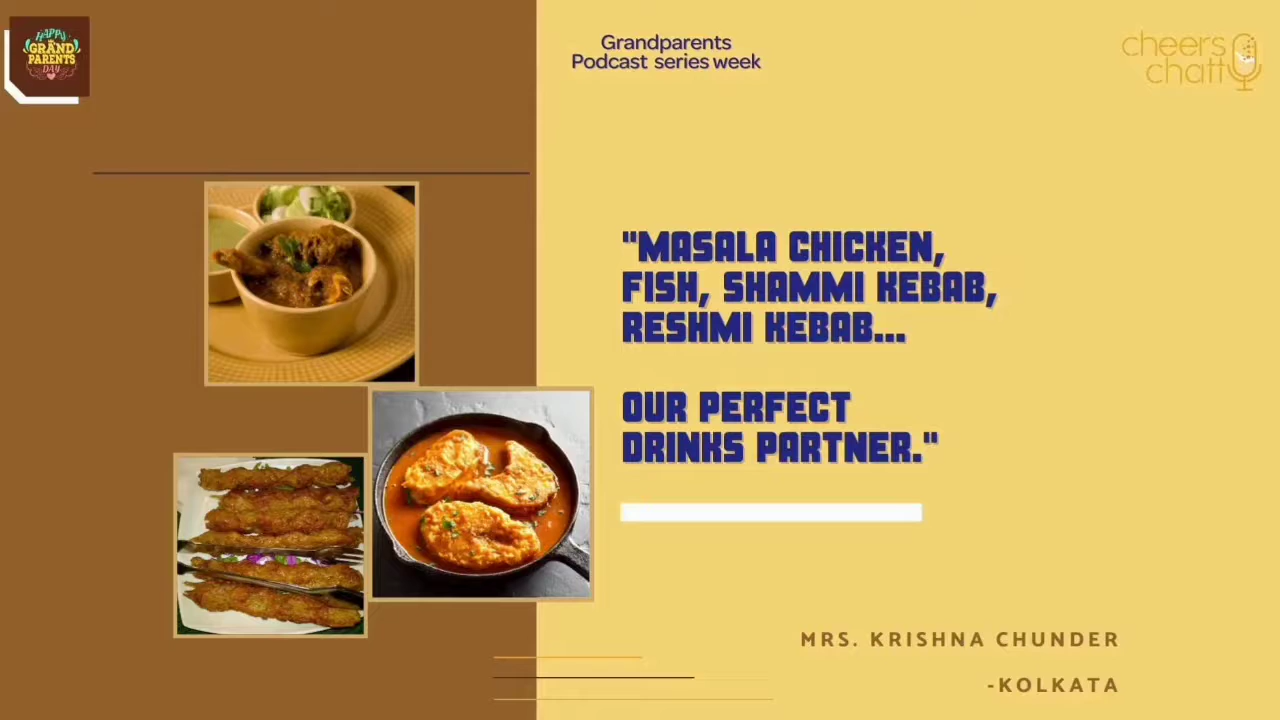 HAPPY
GRAND
PARENTS
DAY
Grandparents
Podcast series week
cheers
chatt
"MASALA CHICKEN,
FISH, SHAMMI KEBAB,
RESHMI KEBAB...
OUR PERFECT
DRINKS PARTNER."
MRS. KRISHNA CHUNDER
-KOLKATA